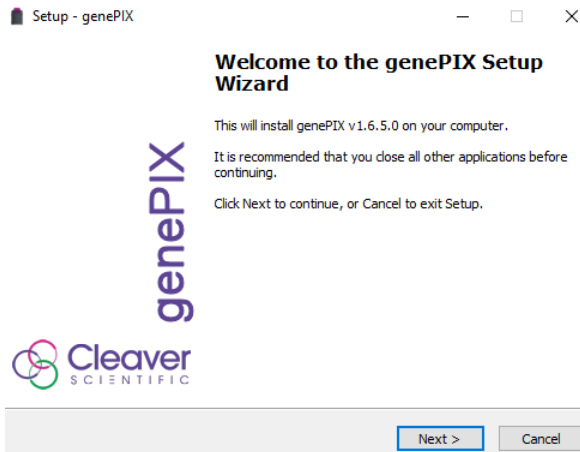 Setup - genePIX
Welcome to the genePIX Setup
Wizard
This will install genePIX v1.6.5.0 on your computer.
It is recommended that you close all other applications before
continuing.
Click Next to continue, or Cancel to exit Setup.
genePIX
Cleaver
SCIENTIFIC
Next >
Cancel